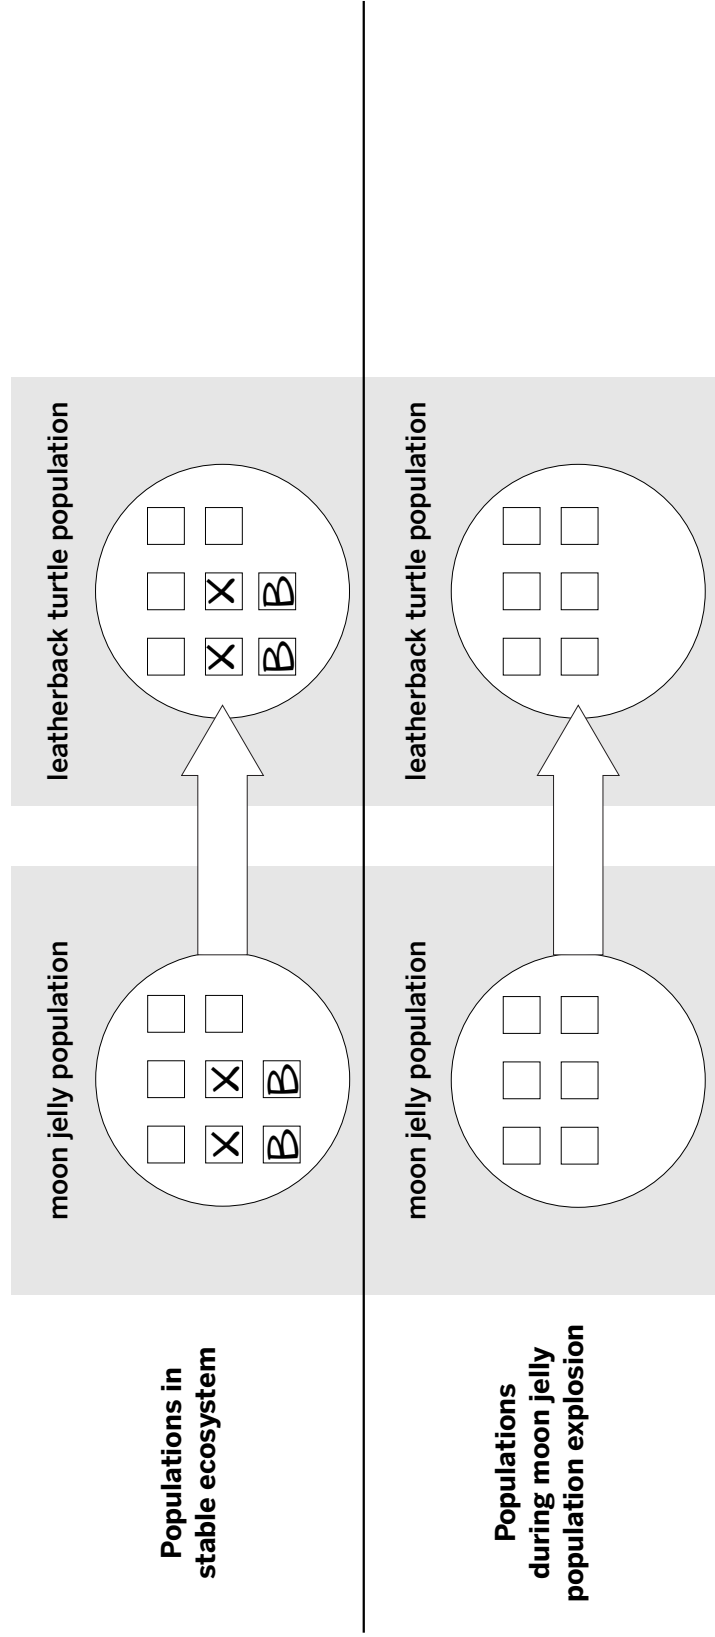 moon jelly population
leatherback turtle population
Populations in
stable ecosystem
X
X
B
B
X
X
B
B
moon jelly population
leatherback turtle population
Populations
during moon jelly
population explosion